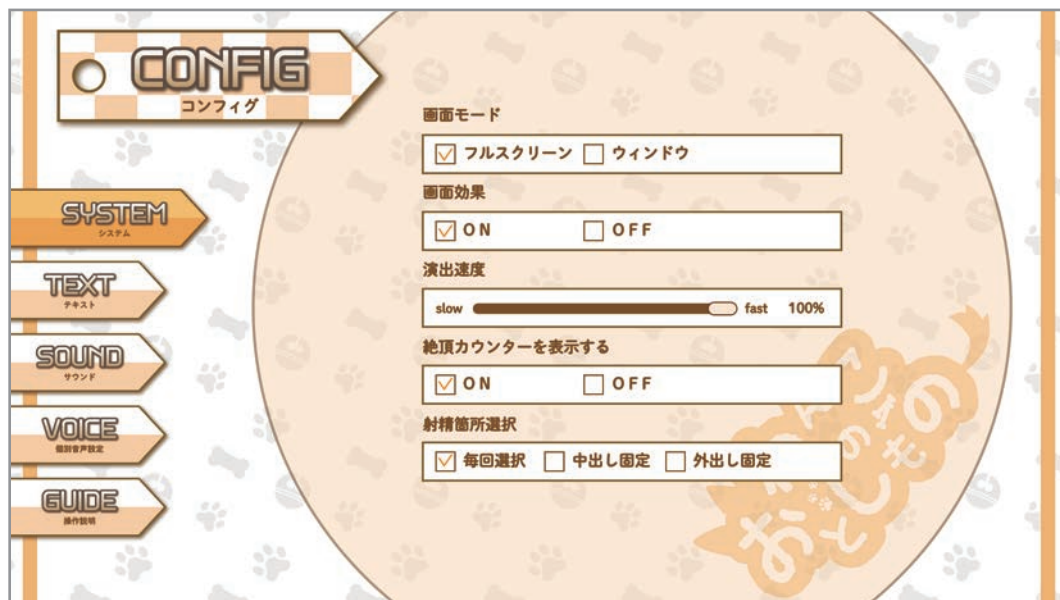 CONFIG
コンフィグ
画面モード
フルスクリーン ウィンドウ
画面効果
ON OFF
演出速度
slow fast 100%
絶頂カウンターを表示する
ON OFF
射精箇所選択
毎回選択 中出し固定 外出し固定
SYSTEM
システム
TEXT
テキスト
SOUND
サウンド
VOICE
個別音声設定
GUIDE
操作説明